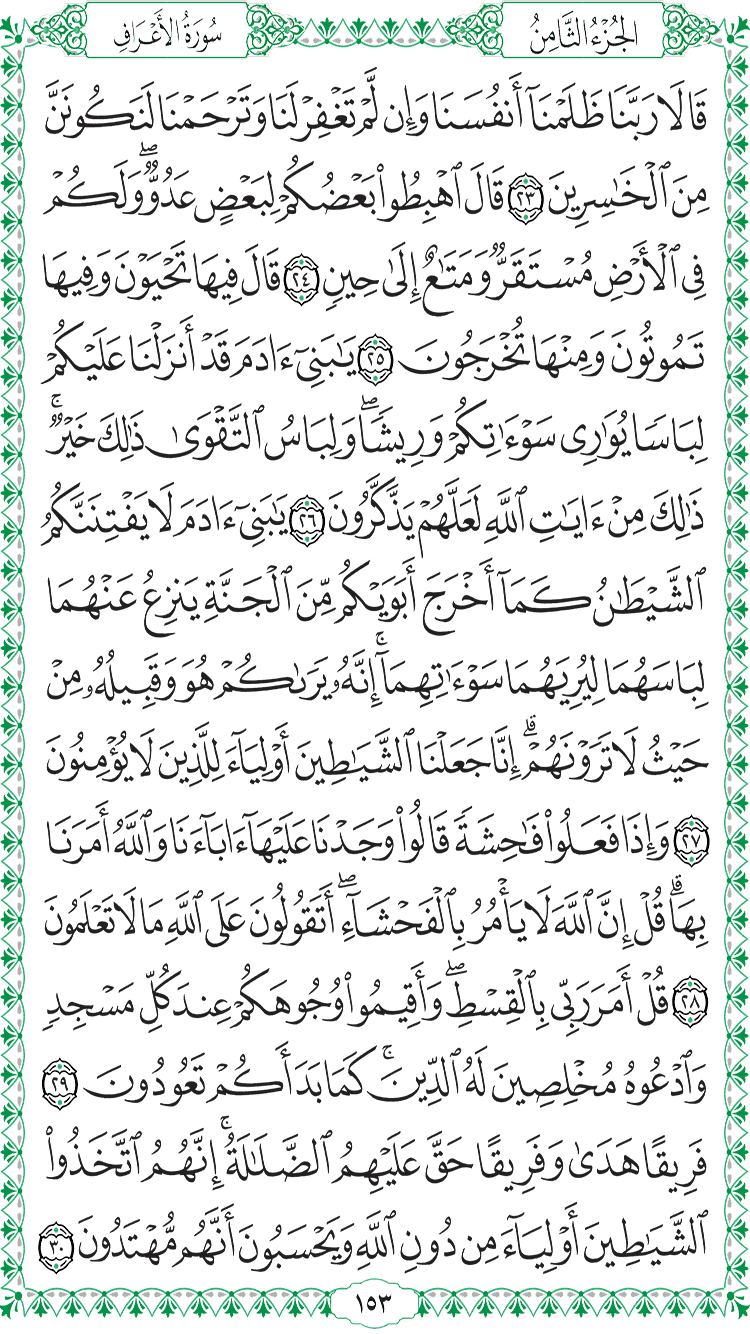 الجُزْءُ الثَّامِنُ
سُورَةُ الأَعْرَافِ
قَالَا رَبَّنَا ظَلَمْنَآ أَنفُسَنَا وَإِن لَّمْ تَغْفِرْ لَنَا وَتَرْحَمْنَا لَنَكُونَنَّ
مِنَ ٱلْخَٰسِرِينَ ٢٣ قَالَ ٱهْبِطُوا۟ بَعْضُكُمْ لِبَعْضٍ عَدُوٌّۖ وَلَكُمْ
فِى ٱلْأَرْضِ مُسْتَقَرٌّ وَمَتَٰعٌ إِلَىٰ حِينٍ ٢٤ قَالَ فِيهَا تَحْيَوْنَ وَفِيهَا
تَمُوتُونَ وَمِنْهَا تُخْرَجُونَ ٢٥ يَٰبَنِىٓ ءَادَمَ قَدْ أَنزَلْنَا عَلَيْكُمْ
لِبَاسًا يُوَٰرِى سَوْءَٰتِكُمْ وَرِيشًاۖ وَلِبَاسُ ٱلتَّقْوَىٰ ذَٰلِكَ خَيْرٌۚ
ذَٰلِكَ مِنْ ءَايَٰتِ ٱللَّهِ لَعَلَّهُمْ يَذَّكَّرُونَ ٢٦ يَٰبَنِىٓ ءَادَمَ لَا يَفْتِنَنَّكُمُ
ٱلشَّيْطَٰنُ كَمَآ أَخْرَجَ أَبَوَيْكُم مِّنَ ٱلْجَنَّةِ يَنزِعُ عَنْهُمَا
لِبَاسَهُمَا لِيُرِيَهُمَا سَوْءَٰتِهِمَآۚ إِنَّهُۥ يَرَىٰكُمْ هُوَ وَقَبِيلُهُۥ مِنْ
حَيْثُ لَا تَرَوْنَهُمْۗ إِنَّا جَعَلْنَا ٱلشَّيَٰطِينَ أَوْلِيَآءَ لِلَّذِينَ لَا يُؤْمِنُونَ
٢٧ وَإِذَا فَعَلُوا۟ فَٰحِشَةً قَالُوا۟ وَجَدْنَا عَلَيْهَآ ءَابَآءَنَا وَٱللَّهُ أَمَرَنَا
بِهَاۗ قُلْ إِنَّ ٱللَّهَ لَا يَأْمُرُ بِٱلْفَحْشَآءِۖ أَتَقُولُونَ عَلَى ٱللَّهِ مَا لَا تَعْلَمُونَ
٢٨ قُلْ أَمَرَ رَبِّى بِٱلْقِسْطِۖ وَأَقِيمُوا۟ وُجُوهَكُمْ عِندَ كُلِّ مَسْجِدٍ
وَٱدْعُوهُ مُخْلِصِينَ لَهُ ٱلدِّينَۚ كَمَا بَدَأَكُمْ تَعُودُونَ ٢٩
فَرِيقًا هَدَىٰ وَفَرِيقًا حَقَّ عَلَيْهِمُ ٱلضَّلَٰلَةُۚ إِنَّهُمُ ٱتَّخَذُوا۟
ٱلشَّيَٰطِينَ أَوْلِيَآءَ مِن دُونِ ٱللَّهِ وَيَحْسَبُونَ أَنَّهُم مُّهْتَدُونَ ٣٠
١٥٣